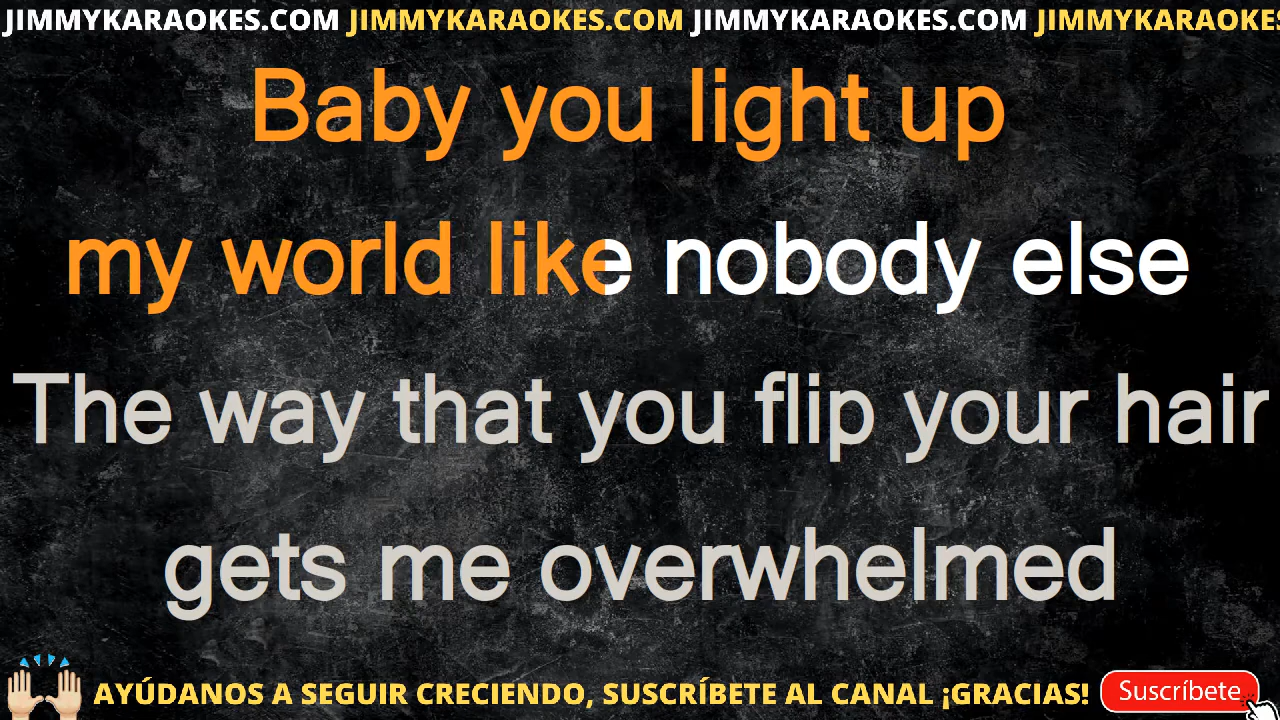 JIMMYKARAOKES.COM JIMMYKARAOKES.COM JIMMYKARAOKES.COM JIMMYKARAOKES
Baby you light up
my world like nobody else
The way that you flip your hair
gets me overwhelmed
AYÚDANOS A SEGUIR CRECIENDO, SUSCRÍBETE AL CANAL ¡GRACIAS! Suscríbete